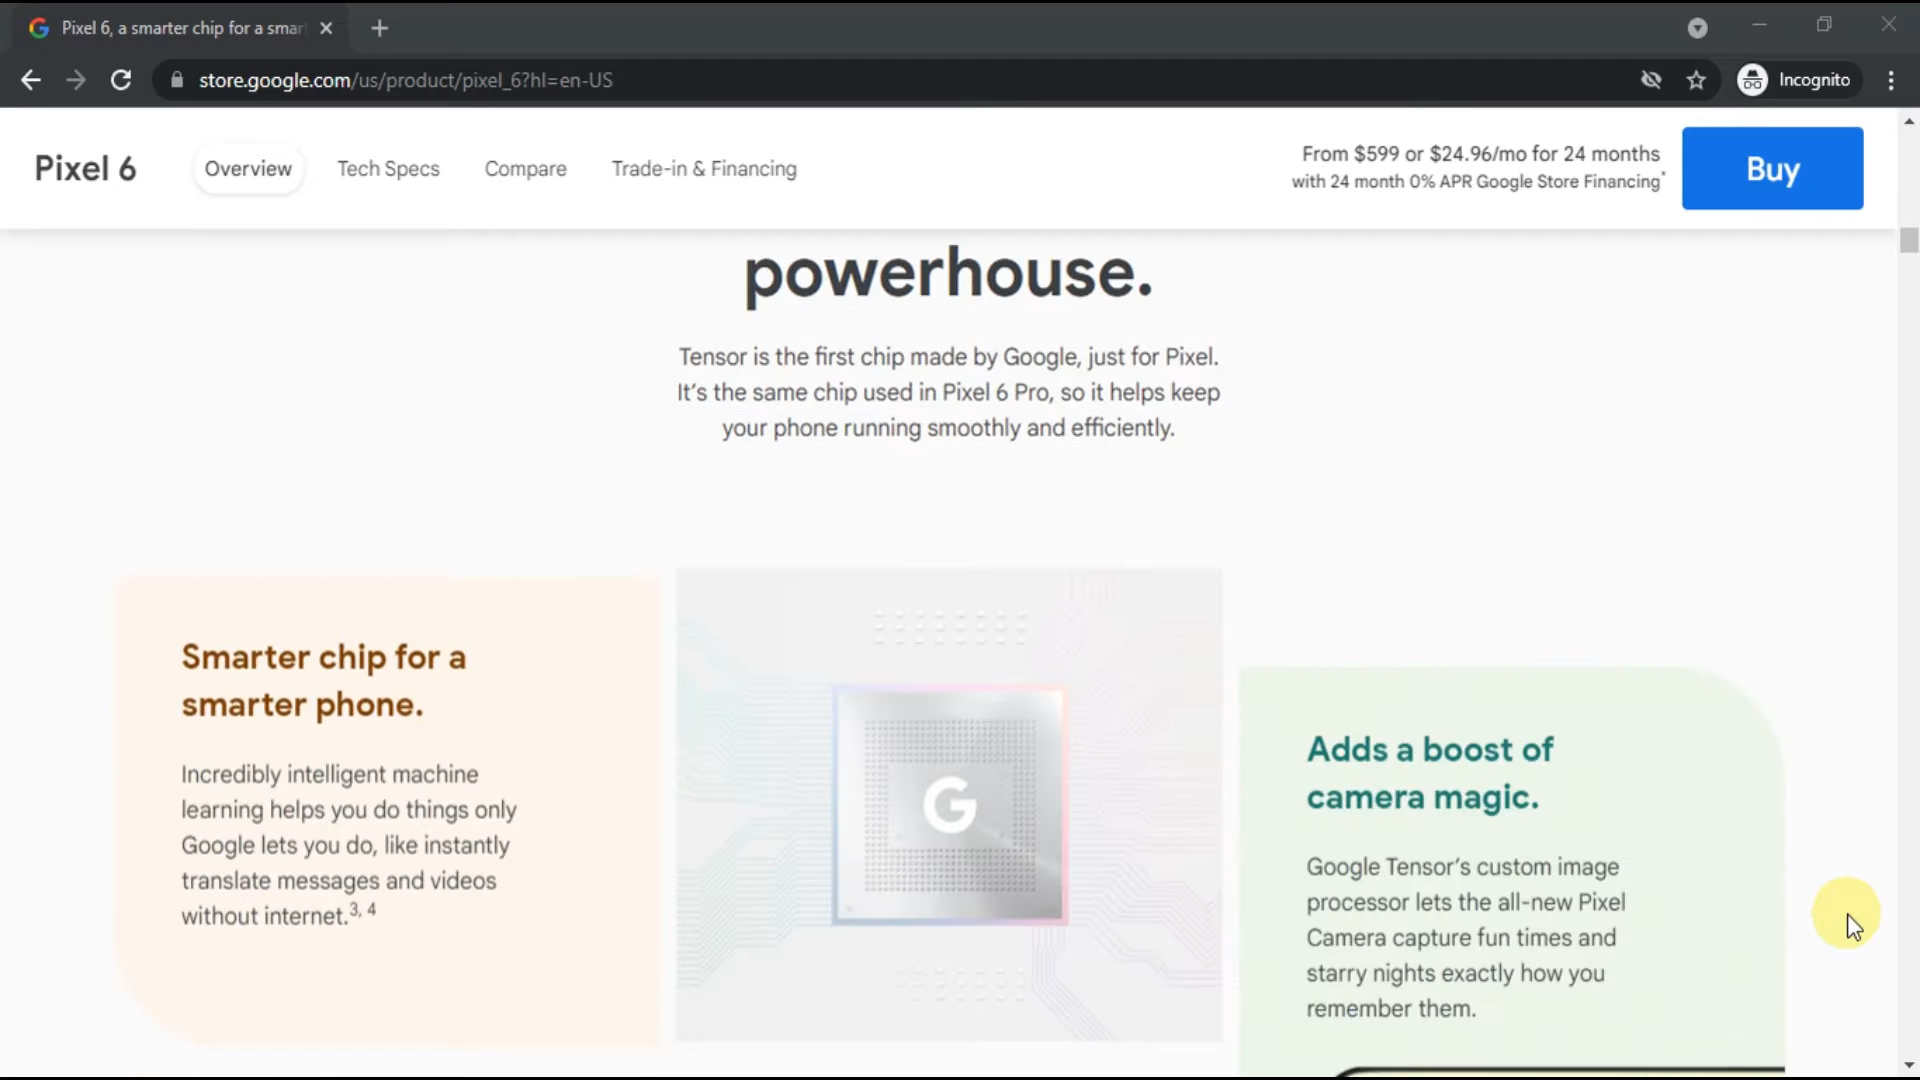 Pixel 6, a smarter chip for a smar
store.google.com/us/product/pixel_6?hl=en-US
Incognito
Pixel 6
Overview
Tech Specs
Compare
Trade-in & Financing
From $599 or $24.96/mo for 24 months
with 24 month 0% APR Google Store Financing*
Buy
powerhouse.
Tensor is the first chip made by Google, just for Pixel.
It's the same chip used in Pixel 6 Pro, so it helps keep
your phone running smoothly and efficiently.
Smarter chip for a
smarter phone.
Incredibly intelligent machine
learning helps you do things only
Google lets you do, like instantly
translate messages and videos
without internet.3, 4
G
Adds a boost of
camera magic.
Google Tensor's custom image
processor lets the all-new Pixel
Camera capture fun times and
starry nights exactly how you
remember them.